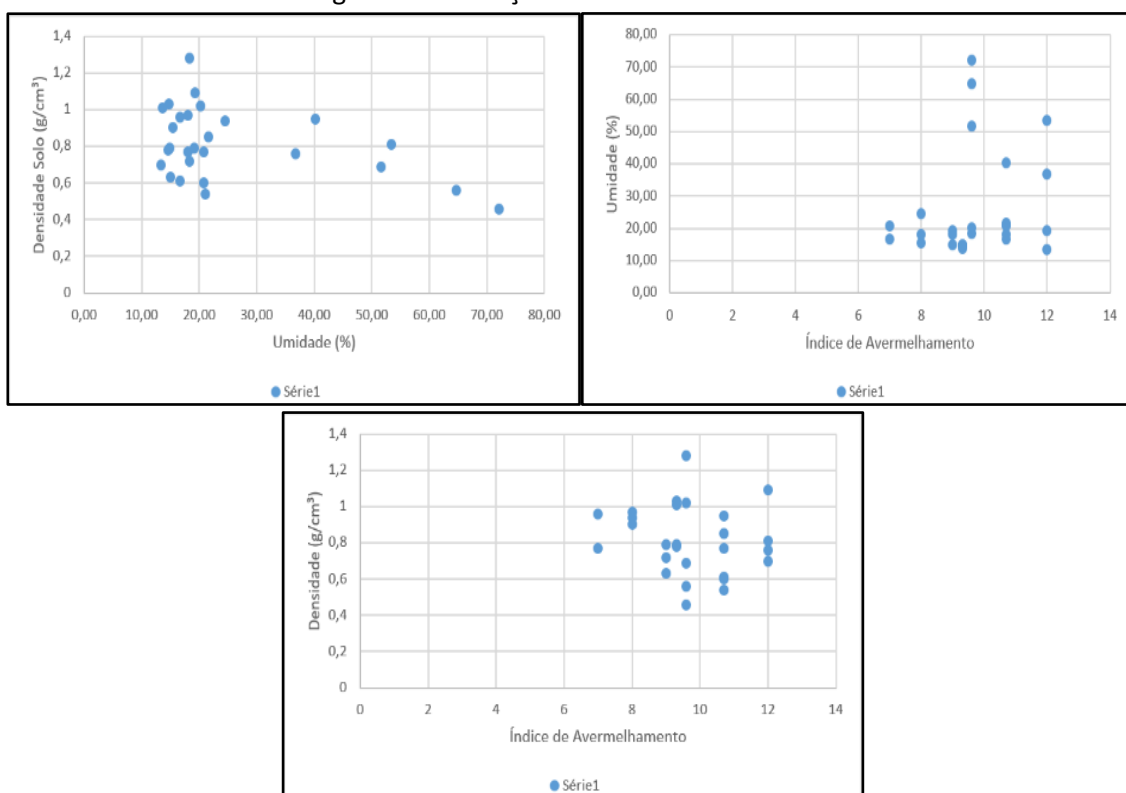 Densidade Solo (g/cm³)
1,4
1,2
1
0,8
0,6
0,4
0,2
0
0,00 10,00 20,00 30,00 40,00 50,00 60,00 70,00 80,00
Umidade (%)
Série1
Umidade (%)
80,00
70,00
60,00
50,00
40,00
30,00
20,00
10,00
0,00
0 2 4 6 8 10 12 14
Índice de Avermelhamento
Série1
Densidade (g/cm³)
1,4
1,2
1
0,8
0,6
0,4
0,2
0
0 2 4 6 8 10 12 14
Índice de Avermelhamento
Série1